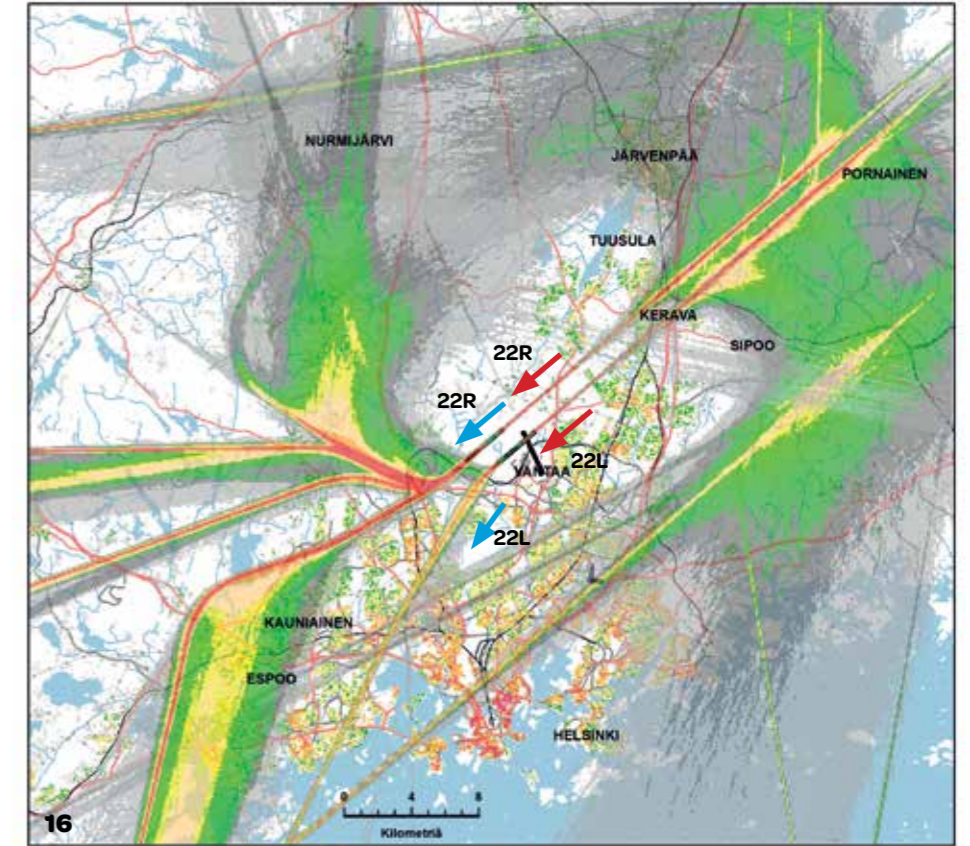 NURMIJÄRVI
JÄRVENPÄÄ
PORNAINEN
TUUSULA
KERAVA
SIPOO
22R
22R
22L
VANTAA
22L
KAUNIAINEN
ESPOO
HELSINKI
0 4 8
Kilometriä
16